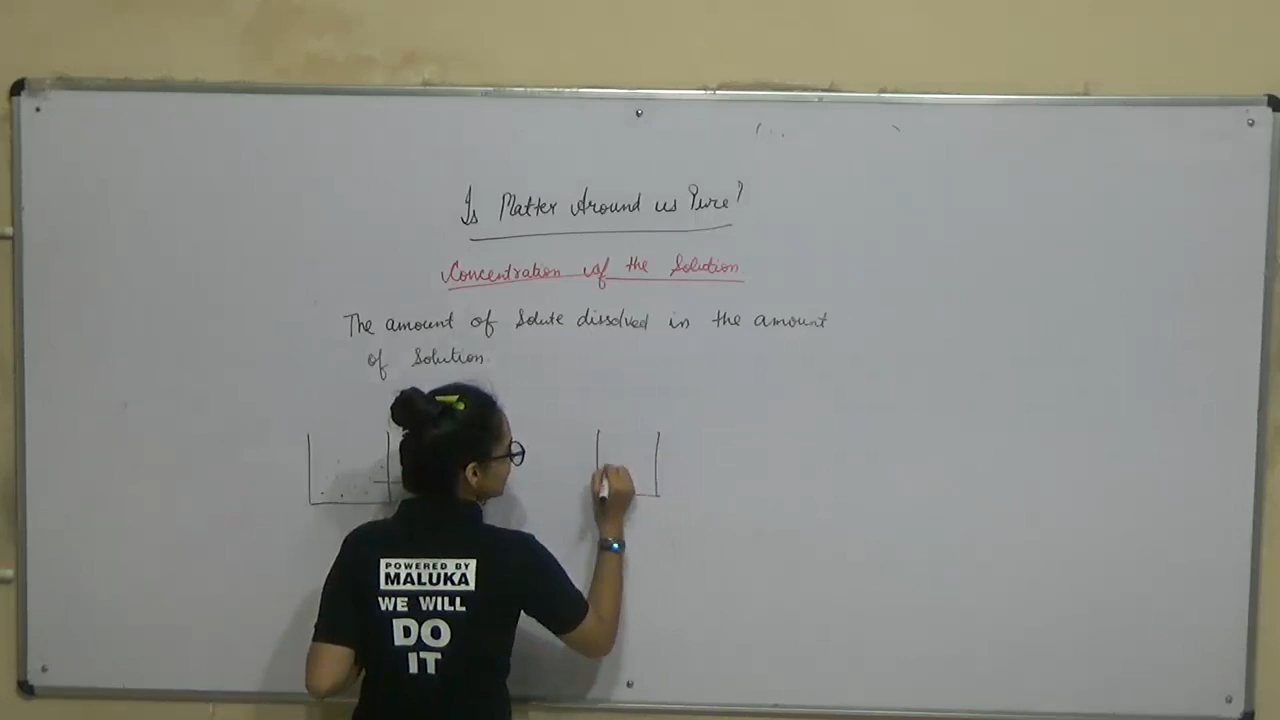 Is Matter Around us Pure?
Concentration of the Solution
The amount of Solute dissolved in the amount
of Solution
POWERED BY
MALUKA
WE WILL
DO
IT